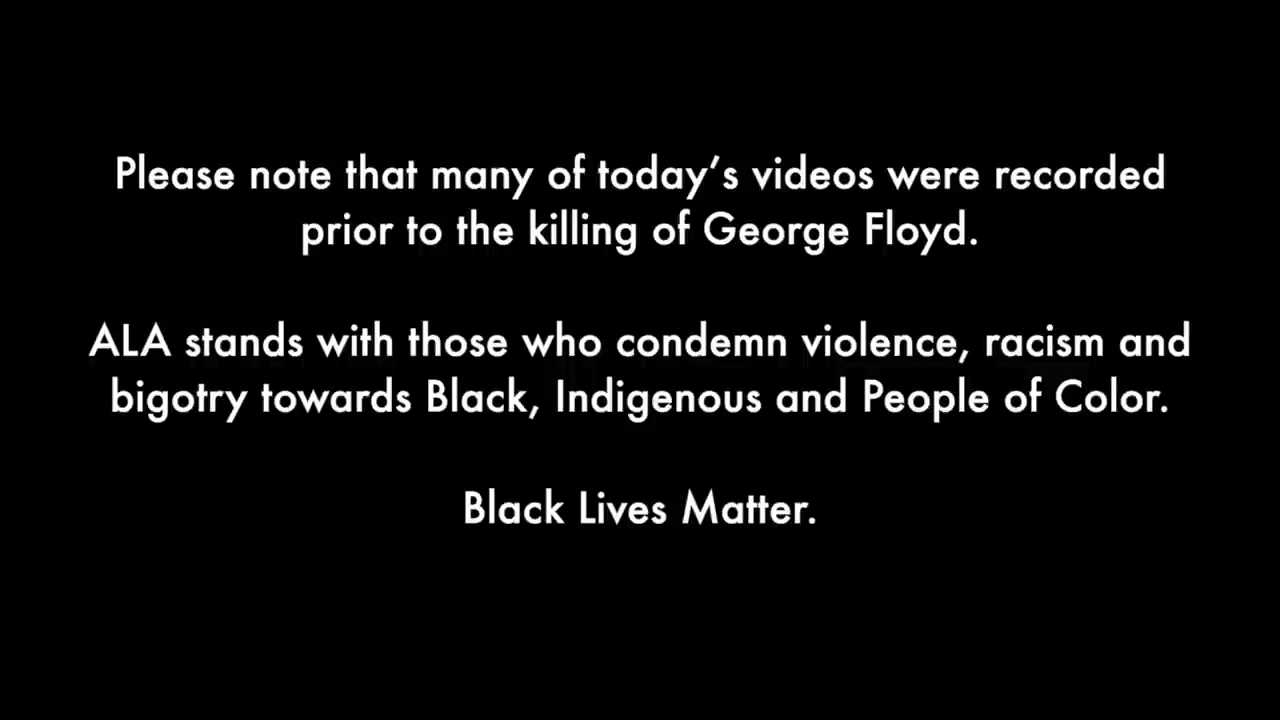 Please note that many of today’s videos were recorded
prior to the killing of George Floyd.
ALA stands with those who condemn violence, racism and
bigotry towards Black, Indigenous and People of Color.
Black Lives Matter.